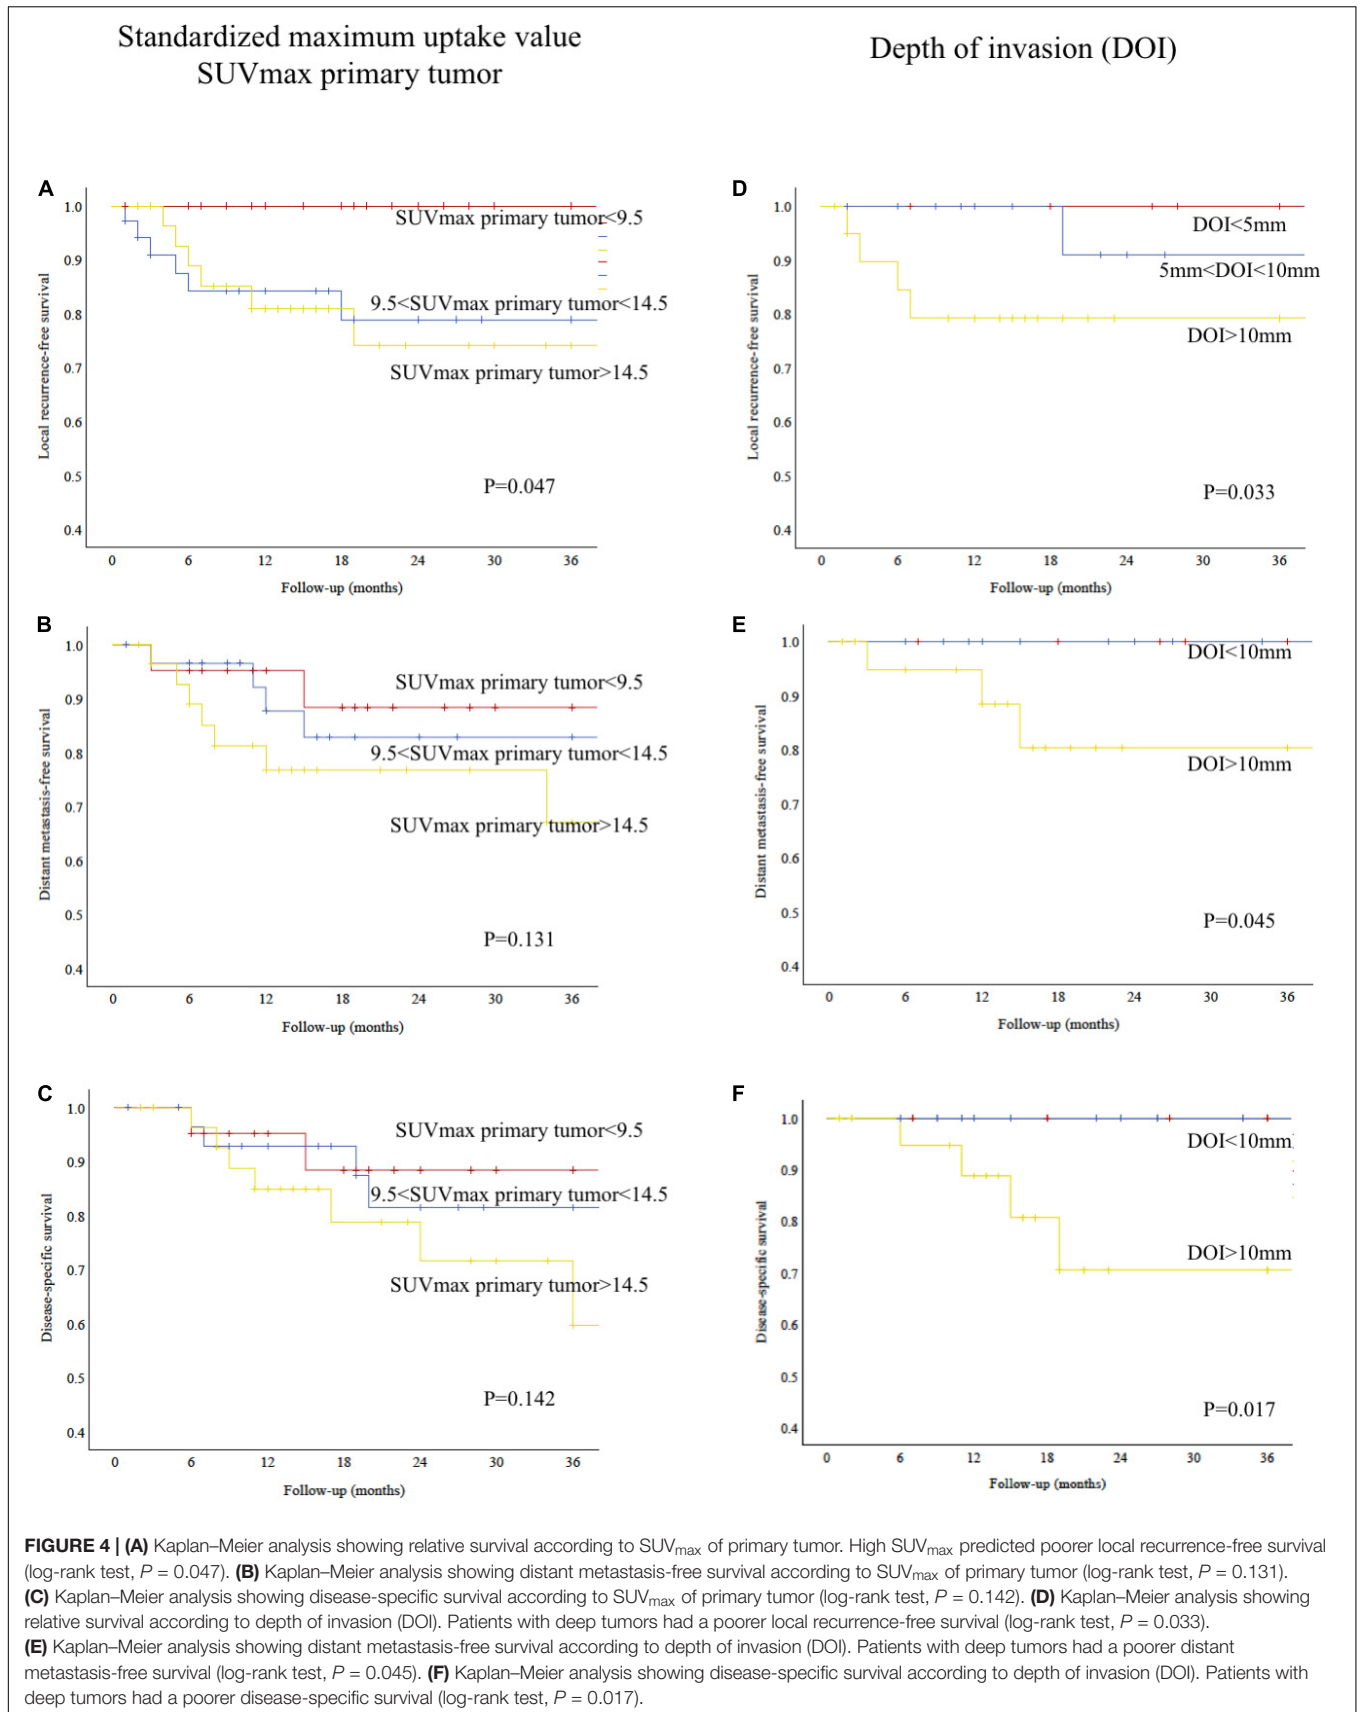 Standardized maximum uptake value
SUVmax primary tumor
Depth of invasion (DOI)
A
1.0
0.9
0.8
0.7
0.6
0.5
0.4
Local recurrence-free survival
SUVmax primary tumor<9.5
9.5<SUVmax primary tumor<14.5
SUVmax primary tumor>14.5
P=0.047
0 6 12 18 24 30 36
Follow-up (months)
D
1.0
0.9
0.8
0.7
0.6
0.5
0.4
Local recurrence-free survival
DOI<5mm
5mm<DOI<10mm
DOI>10mm
P=0.033
0 6 12 18 24 30 36
Follow-up (months)
B
1.0
0.9
0.8
0.7
0.6
0.5
0.4
Distant metastasis-free survival
SUVmax primary tumor<9.5
9.5<SUVmax primary tumor<14.5
SUVmax primary tumor>14.5
P=0.131
0 6 12 18 24 30 36
Follow-up (months)
E
1.0
0.9
0.8
0.7
0.6
0.5
0.4
Distant metastasis-free survival
DOI<10mm
DOI>10mm
P=0.045
0 6 12 18 24 30 36
Follow-up (months)
C
1.0
0.9
0.8
0.7
0.6
0.5
0.4
Disease-specific survival
SUVmax primary tumor<9.5
9.5<SUVmax primary tumor<14.5
SUVmax primary tumor>14.5
P=0.142
0 6 12 18 24 30 36
Follow-up (months)
F
1.0
0.9
0.8
0.7
0.6
0.5
0.4
Disease-specific survival
DOI<10mm
DOI>10mm
P=0.017
0 6 12 18 24 30 36
Follow-up (months)
FIGURE 4 | (A) Kaplan–Meier analysis showing relative survival according to SUVmax of primary tumor. High SUVmax predicted poorer local recurrence-free survival
(log-rank test, P = 0.047). (B) Kaplan–Meier analysis showing distant metastasis-free survival according to SUVmax of primary tumor (log-rank test, P = 0.131).
(C) Kaplan–Meier analysis showing disease-specific survival according to SUVmax of primary tumor (log-rank test, P = 0.142). (D) Kaplan–Meier analysis showing
relative survival according to depth of invasion (DOI). Patients with deep tumors had a poorer local recurrence-free survival (log-rank test, P = 0.033).
(E) Kaplan–Meier analysis showing distant metastasis-free survival according to depth of invasion (DOI). Patients with deep tumors had a poorer distant
metastasis-free survival (log-rank test, P = 0.045). (F) Kaplan–Meier analysis showing disease-specific survival according to depth of invasion (DOI). Patients with
deep tumors had a poorer disease-specific survival (log-rank test, P = 0.017).